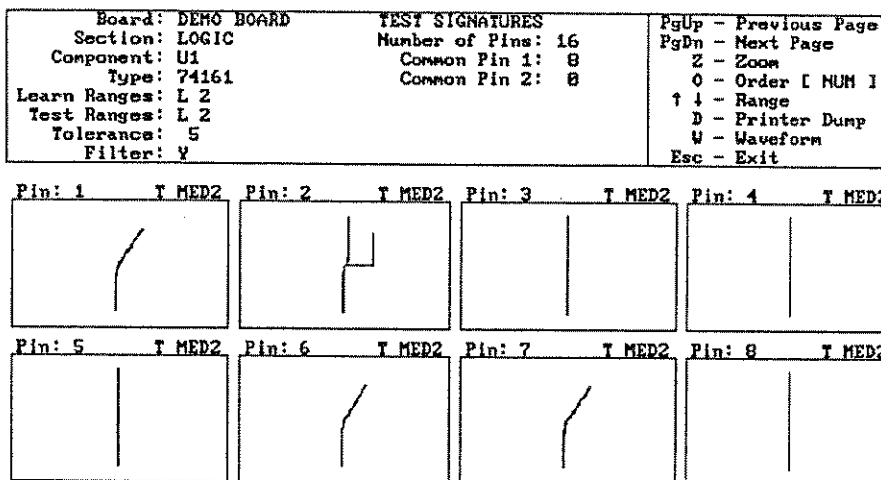 Board: DEMO BOARD TEST SIGNATURES
Section: LOGIC Number of Pins: 16
Component: U1 Common Pin 1: 8
Type: 74161 Common Pin 2: 0
Learn Ranges: L 2
Test Ranges: L 2
Tolerance: 5
Filter: Y
PgUp - Previous Page
PgDn - Next Page
Z - Zoom
O - Order [ NUM ]
↑ ↓ - Range
D - Printer Dump
W - Waveform
Esc - Exit
Pin: 1 T MED2 Pin: 2 T MED2 Pin: 3 T MED2 Pin: 4 T MED2
Pin: 5 T MED2 Pin: 6 T MED2 Pin: 7 T MED2 Pin: 8 T MED2